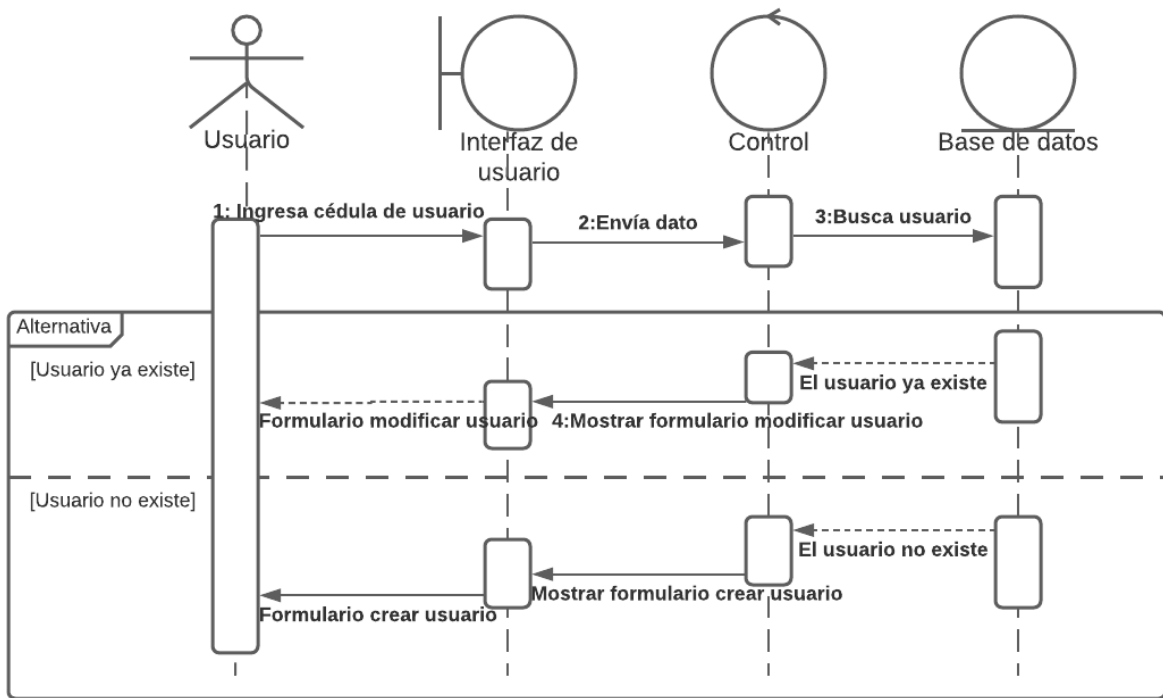 Usuario
Interfaz de
usuario
Control
Base de datos
1: Ingresa cédula de usuario
2:Envía dato
3:Busca usuario
Alternativa
[Usuario ya existe]
El usuario ya existe
4:Mostrar formulario modificar usuario
Formulario modificar usuario
[Usuario no existe]
El usuario no existe
Mostrar formulario crear usuario
Formulario crear usuario